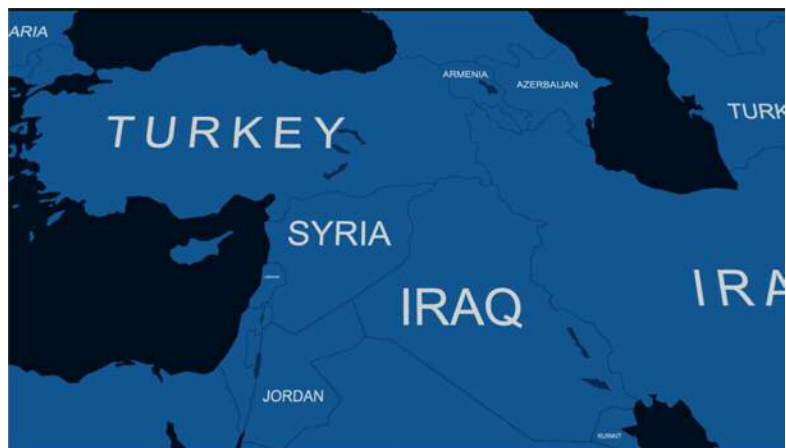 ARIA
ARMENIA
AZERBAIJAN
TURK
TURKEY
SYRIA
IRA
IRAQ
JORDAN
KUWAIT